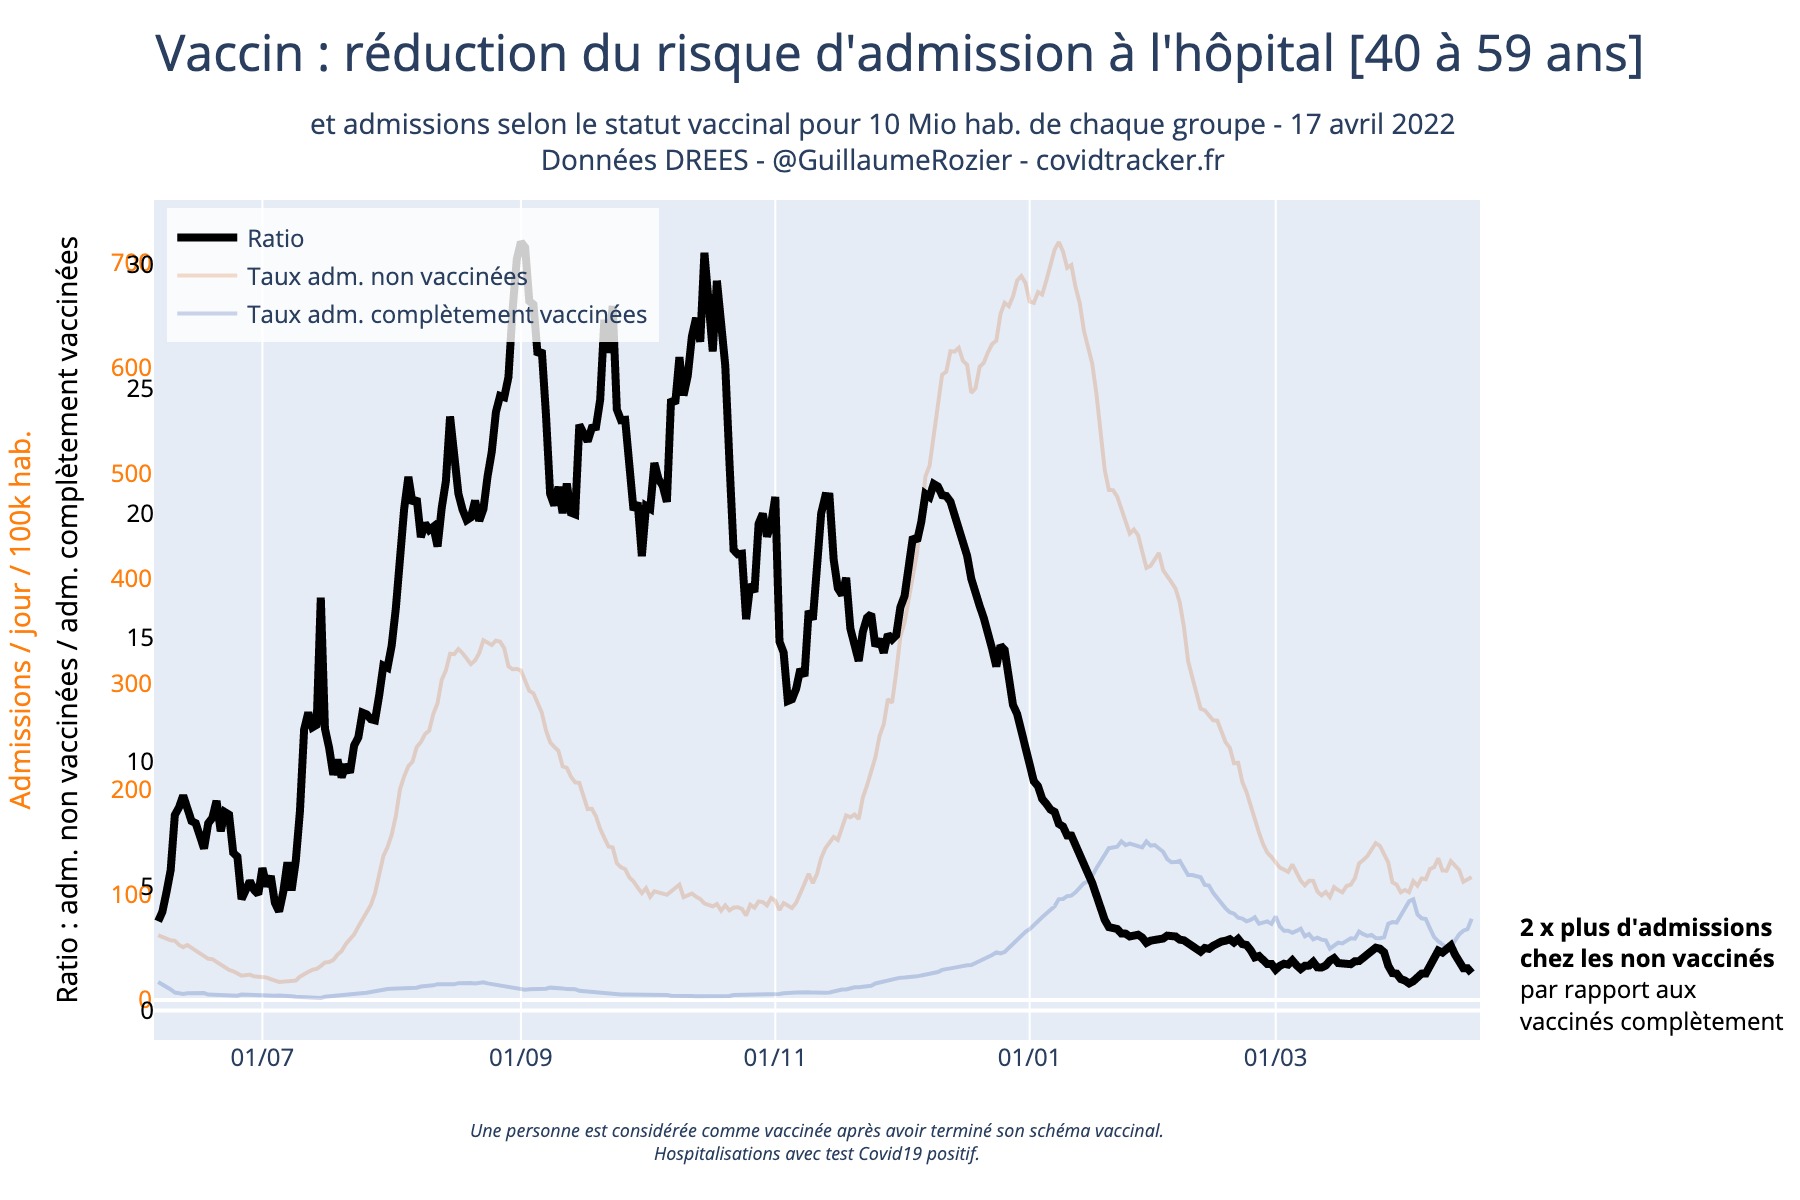 Vaccin : réduction du risque d'admission à l'hôpital [40 à 59 ans]
et admissions selon le statut vaccinal pour 10 Mio hab. de chaque groupe - 17 avril 2022
Données DREES - @GuillaumeRozier - covidtracker.fr
Ratio
Taux adm. non vaccinées
Taux adm. complètement vaccinées
Admissions / jour / 100k hab.
Ratio : adm. non vaccinées / adm. complètement vaccinées
700
600
500
400
300
200
100
0
30
25
20
15
10
5
0
01/07
01/09
01/11
01/01
01/03
2 x plus d'admissions
chez les non vaccinés
par rapport aux
vaccinés complètement
Une personne est considérée comme vaccinée après avoir terminé son schéma vaccinal.
Hospitalisations avec test Covid19 positif.